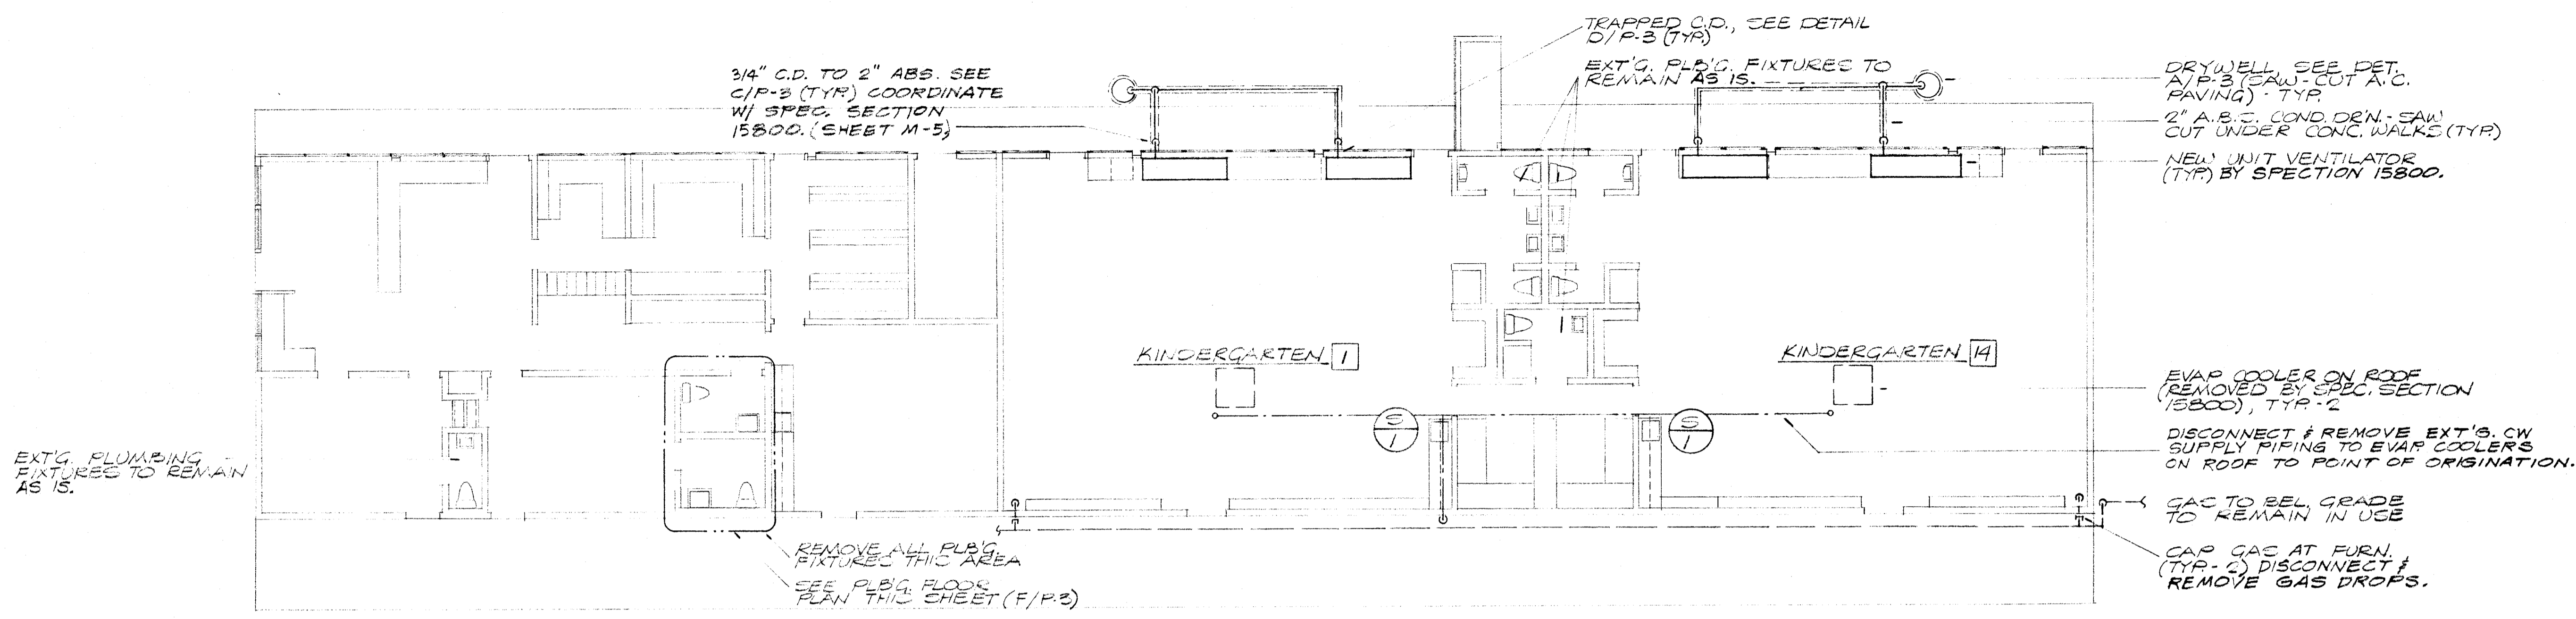 TRAPPED C.D., SEE DETAIL
D/P-3 (TYP.)
3/4" C.D. TO 2" ABS. SEE
C/P-3 (TYP.) COORDINATE
W/ SPEC. SECTION
15800. (SHEET M-5)
EXT'G. PLB'G. FIXTURES TO
REMAIN AS IS.
DRYWELL, SEE DET.
A/P-3 (SAW-CUT A.C.
PAVING) - TYP.
2" A.B.S. COND. DR'N. - SAW
CUT UNDER CONC. WALKS (TYP.)
NEW UNIT VENTILATOR
(TYP.) BY SPECTION 15800.
KINDERGARTEN 1
KINDERGARTEN 14
EVAP. COOLER ON ROOF
(REMOVED BY SPEC. SECTION
15800), TYP. - 2
S
1
S
1
DISCONNECT & REMOVE EXT'G. CW
SUPPLY PIPING TO EVAP. COOLERS
ON ROOF TO POINT OF ORIGINATION.
EXT'G. PLUMBING
FIXTURES TO REMAIN
AS IS.
GAS TO BEL. GRADE
TO REMAIN IN USE
REMOVE ALL PLB'G.
FIXTURES THIS AREA
SEE PLB'G. FLOOR
PLAN THIS SHEET (F/P-3)
CAP GAS AT FURN.
(TYP. - 2) DISCONNECT &
REMOVE GAS DROPS.